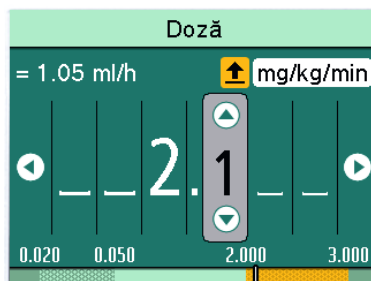 Doză
= 1.05 ml/h mg/kg/min
_ _ 2.1 _ _
0.020 0.050 2.000 3.000